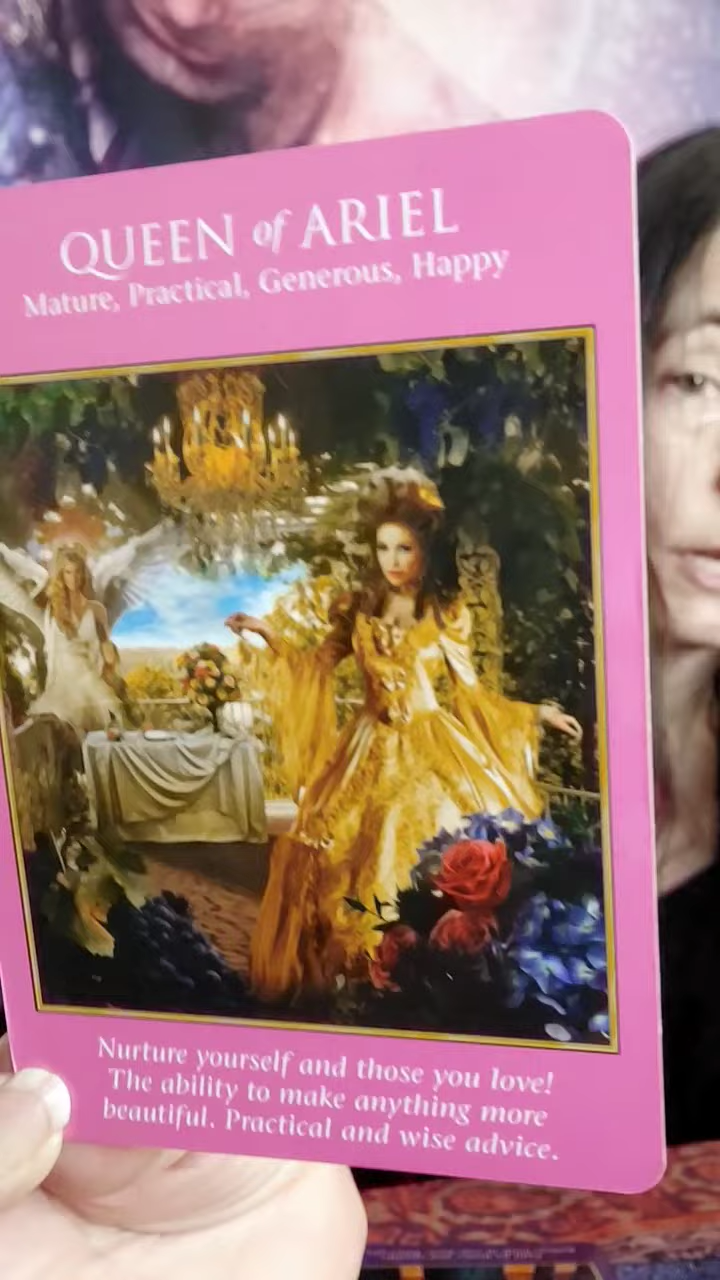 QUEEN of ARIEL
Mature, Practical, Generous, Happy
Nurture yourself and those you love!
The ability to make anything more
beautiful. Practical and wise advice.